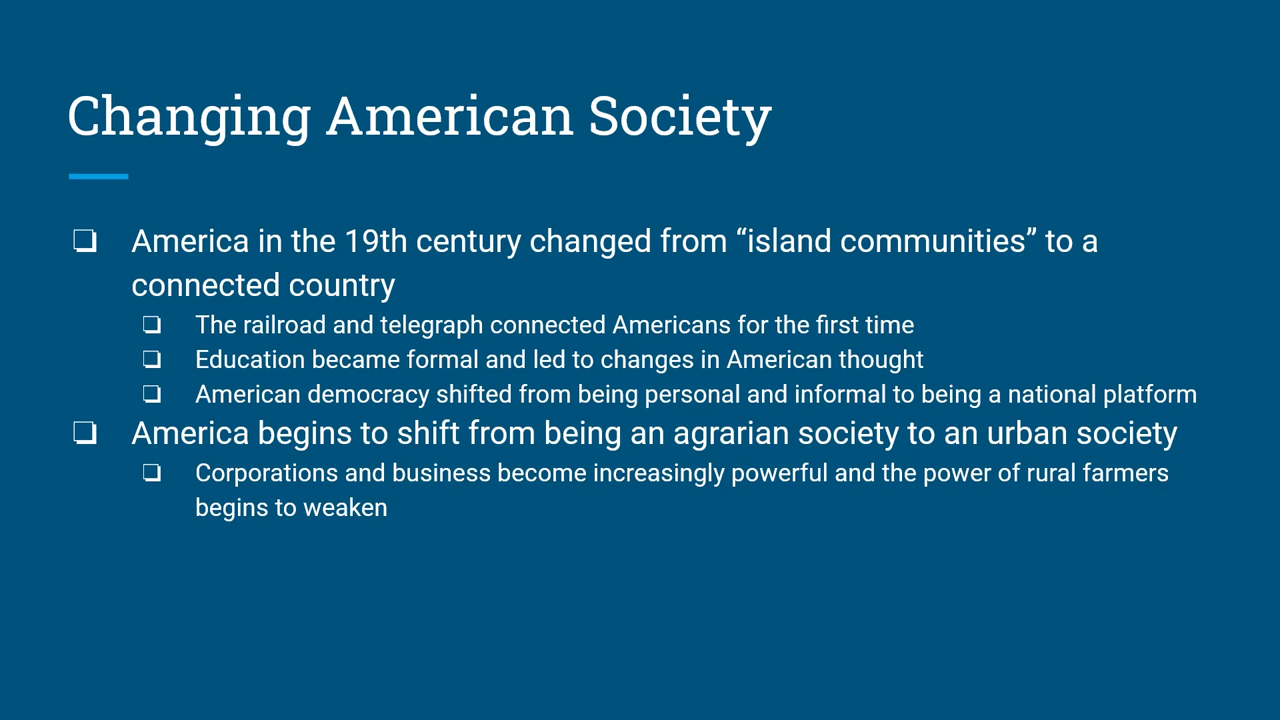 Changing American Society
❏ America in the 19th century changed from “island communities” to a
connected country
❏ The railroad and telegraph connected Americans for the first time
❏ Education became formal and led to changes in American thought
❏ American democracy shifted from being personal and informal to being a national platform
❏ America begins to shift from being an agrarian society to an urban society
❏ Corporations and business become increasingly powerful and the power of rural farmers
begins to weaken